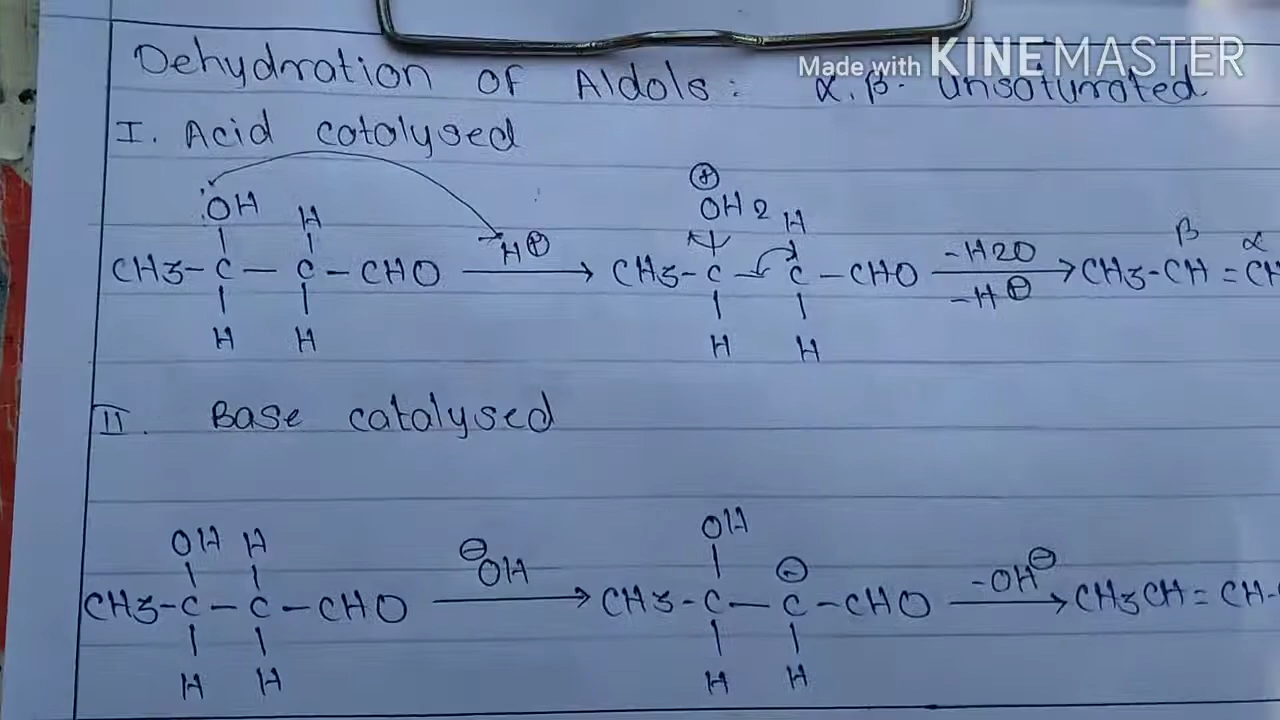 Made with KINEMASTER
Dehydration of Aldols: α.β. Unsaturated
I. Acid catalysed
⊕
:OH H OH2 H
β α
CH3-C-C-CHO H⊕ CH3-C-C-CHO -H2O -H⊕ CH3-CH=CH
H H H H
II. Base catalysed
OH
OH H ⊖OH ⊖ -OH⊖
CH3-C-C-CHO CH3-C-C-CHO CH3CH=CH-
H H H H